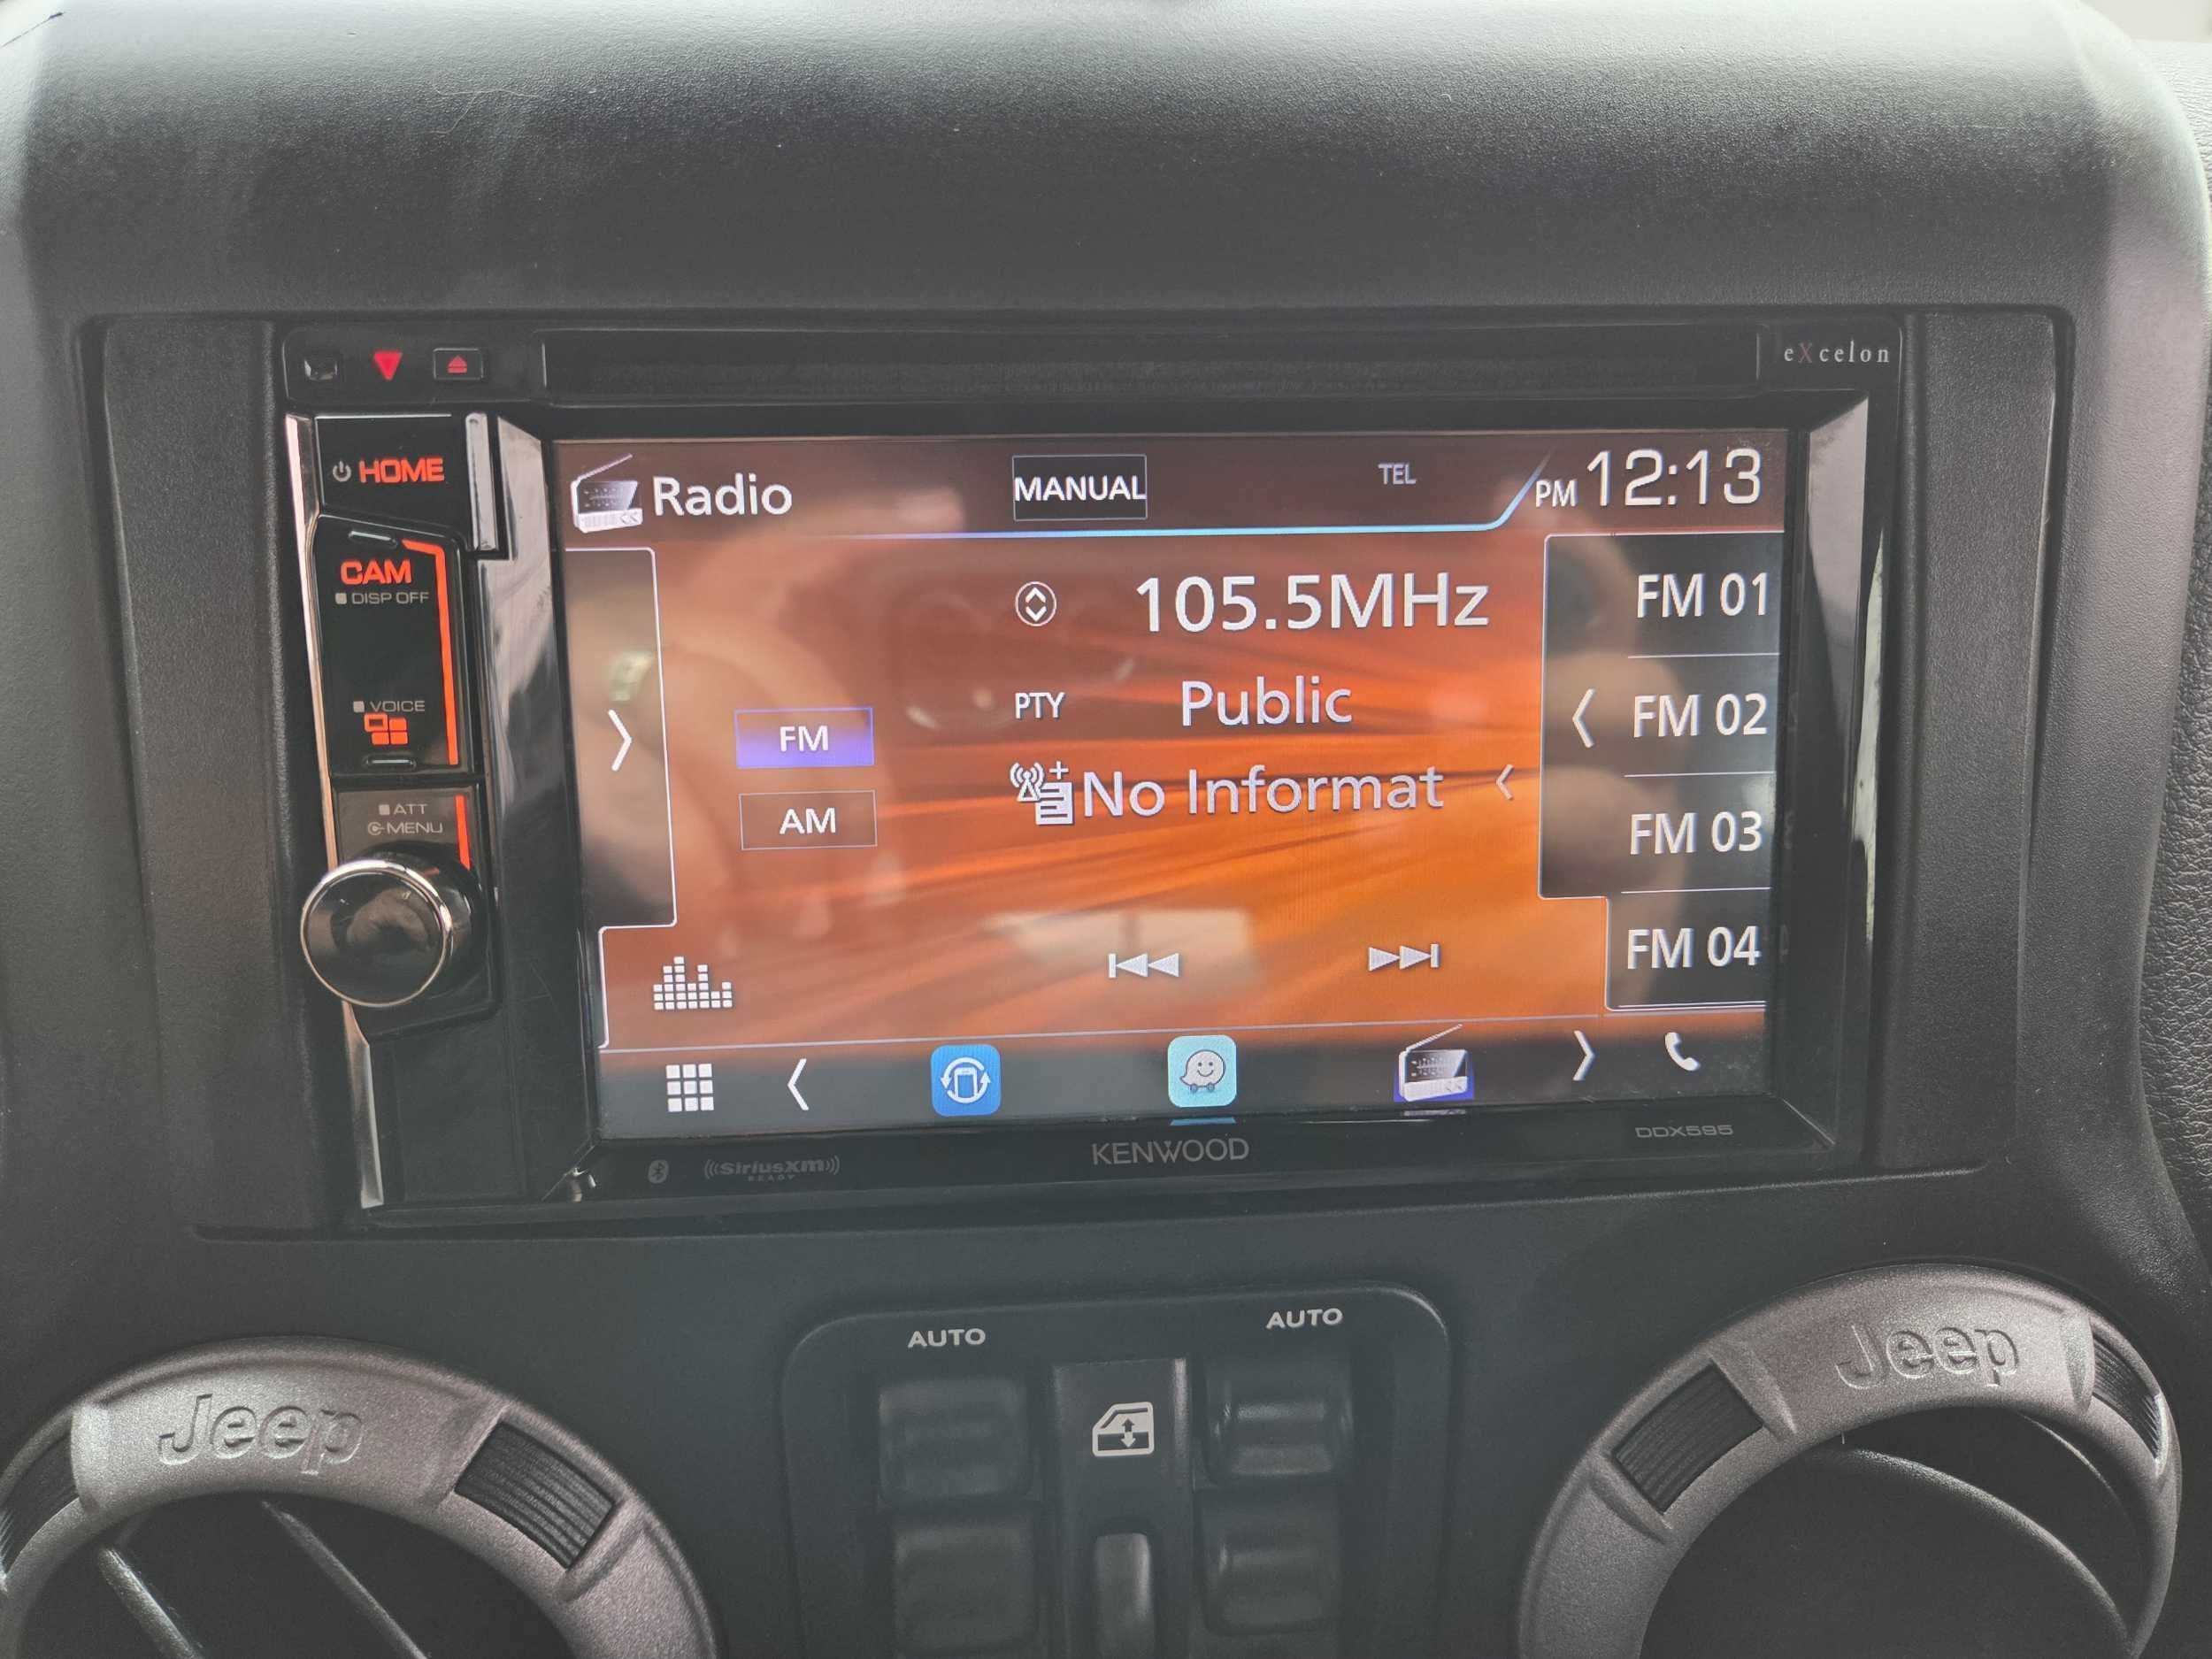 eXcelon
HOME
CAM
DISP OFF
VOICE
ATT
MENU
Radio
MANUAL
TEL
PM 12:13
105.5MHz
PTY
Public
No Informat
FM
AM
FM 01
FM 02
FM 03
FM 04
((SiriusXM))
READY
KENWOOD
DDX595
AUTO
AUTO
Jeep
Jeep